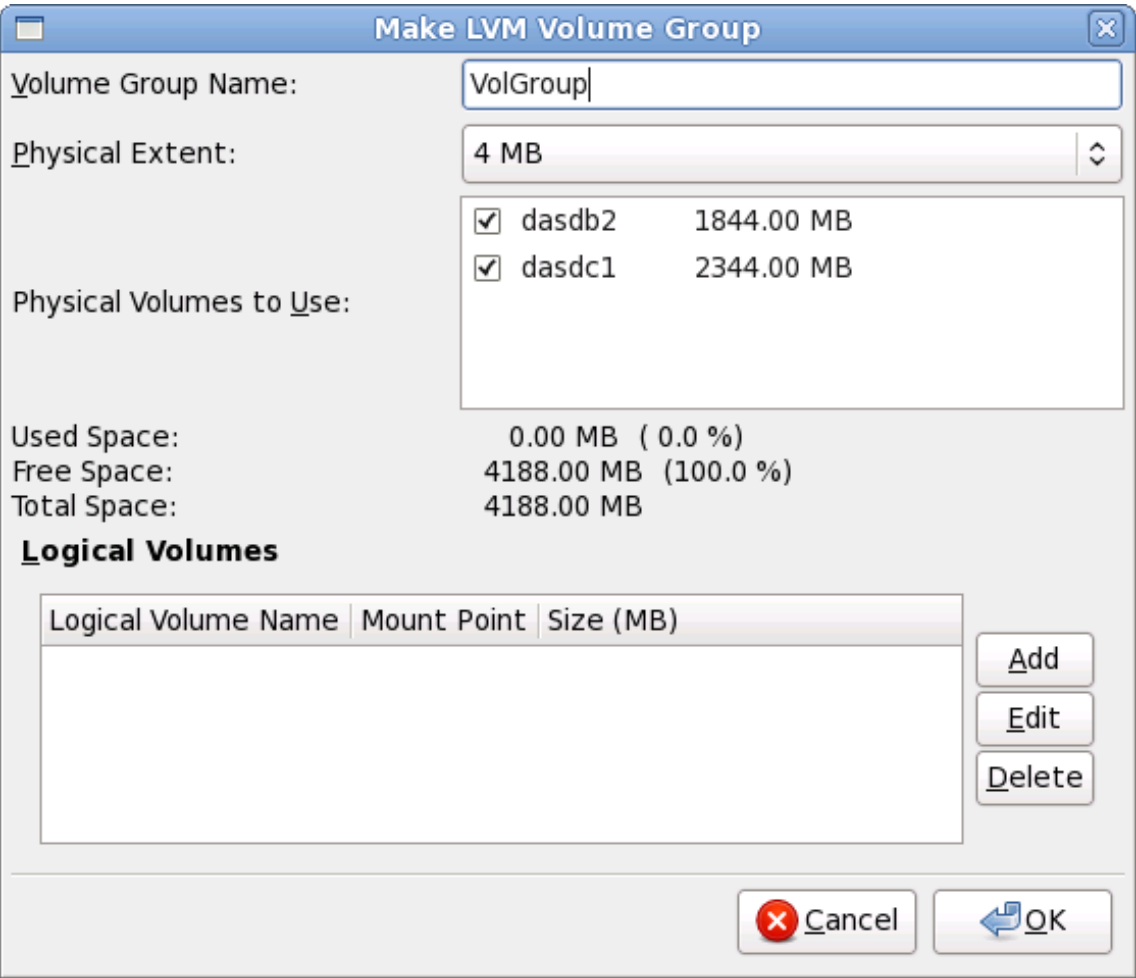 Make LVM Volume Group
Volume Group Name: VolGroup
Physical Extent: 4 MB
dasdb2 1844.00 MB
dasdc1 2344.00 MB
Physical Volumes to Use:
Used Space: 0.00 MB ( 0.0 %)
Free Space: 4188.00 MB (100.0 %)
Total Space: 4188.00 MB
Logical Volumes
Logical Volume Name Mount Point Size (MB)
Add
Edit
Delete
Cancel OK